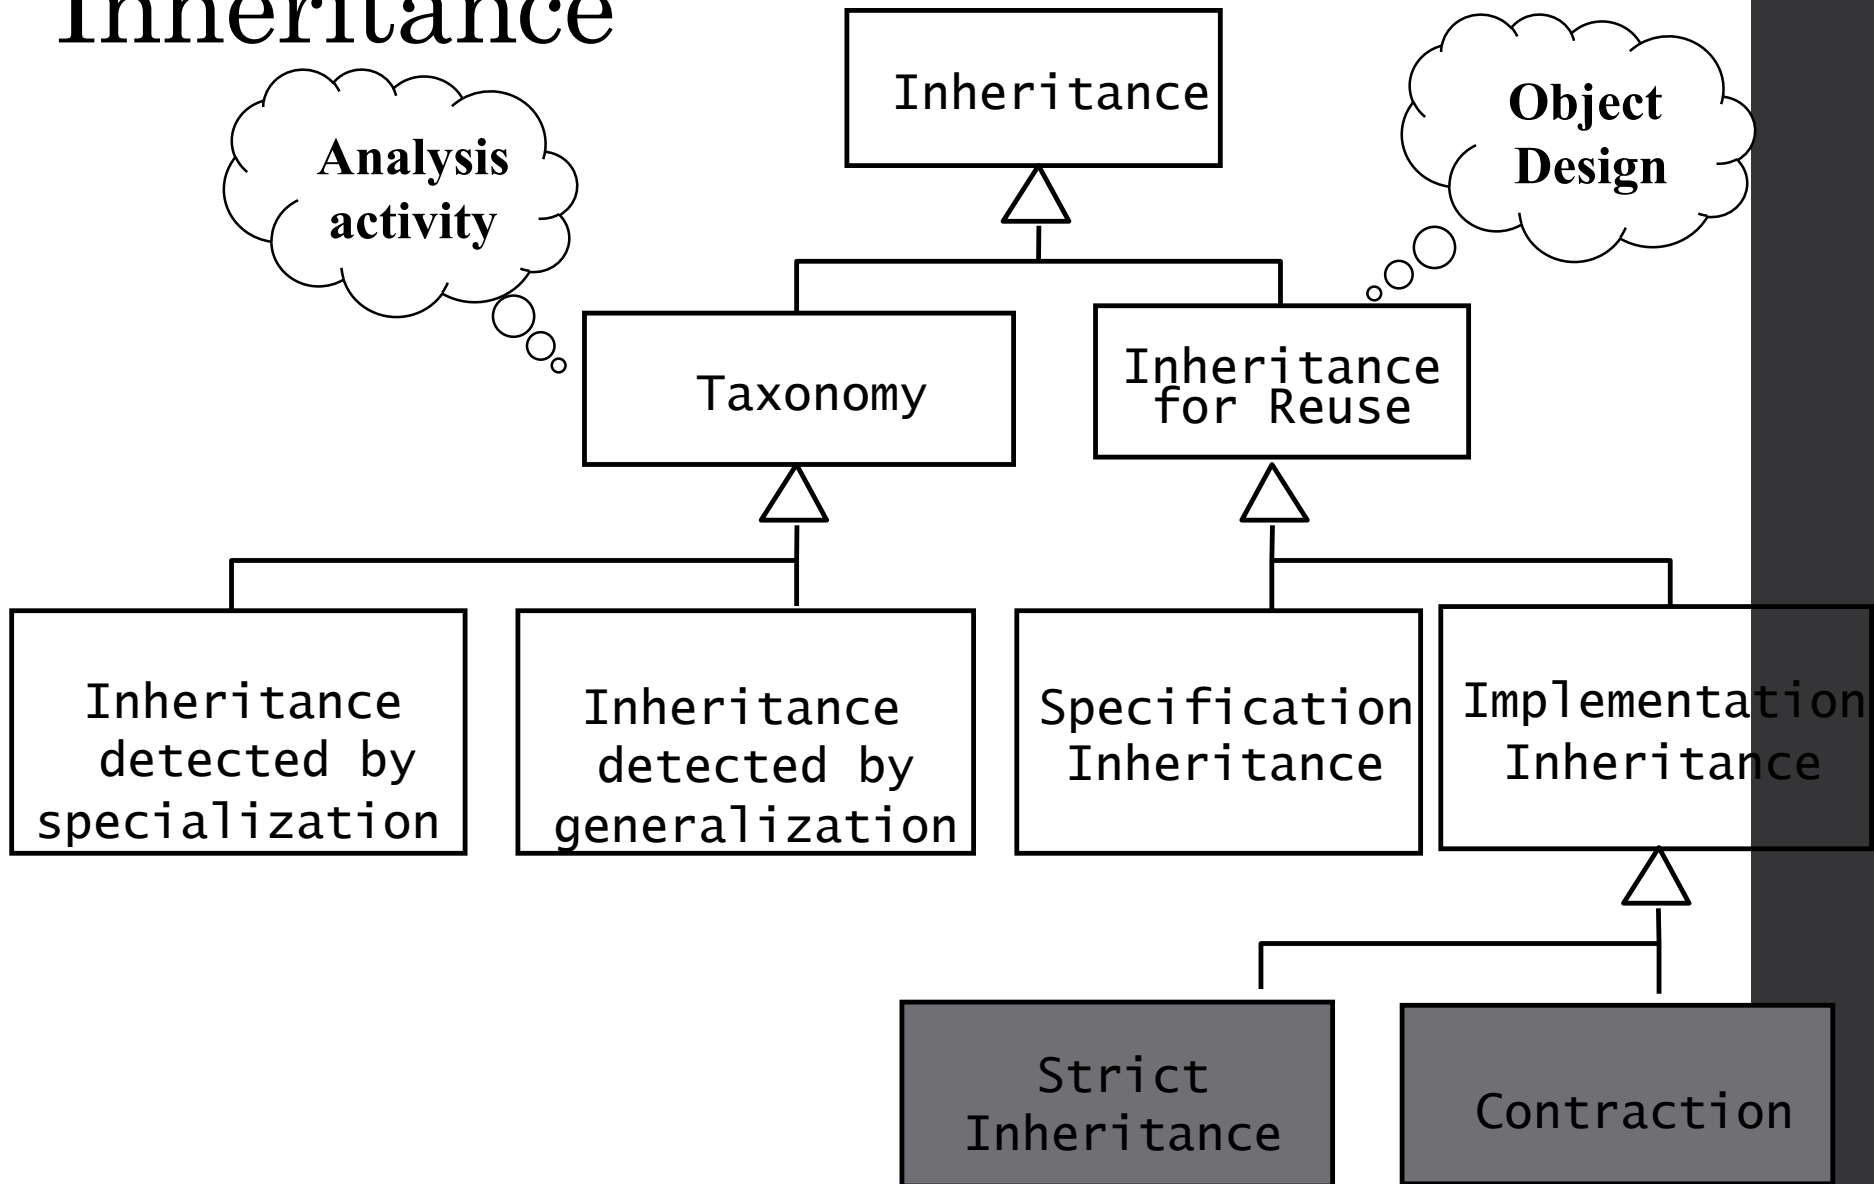 Inheritance
Inheritance
Object
Design
Analysis
activity
Taxonomy
Inheritance
for Reuse
Inheritance
detected by
specialization
Inheritance
detected by
generalization
Specification
Inheritance
Implementation
Inheritance
Strict
Inheritance
Contraction